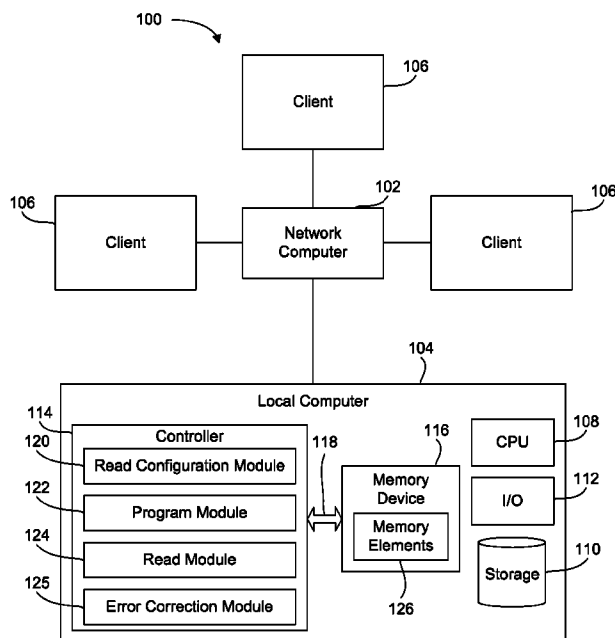 100
106
Client
102
106
106
Client
Network
Computer
Client
104
Local Computer
114
Controller
118
116
108
CPU
120
Read Configuration Module
Memory
Device
112
I/O
122
Program Module
124
Read Module
Memory
Elements
110
Storage
125
Error Correction Module
126